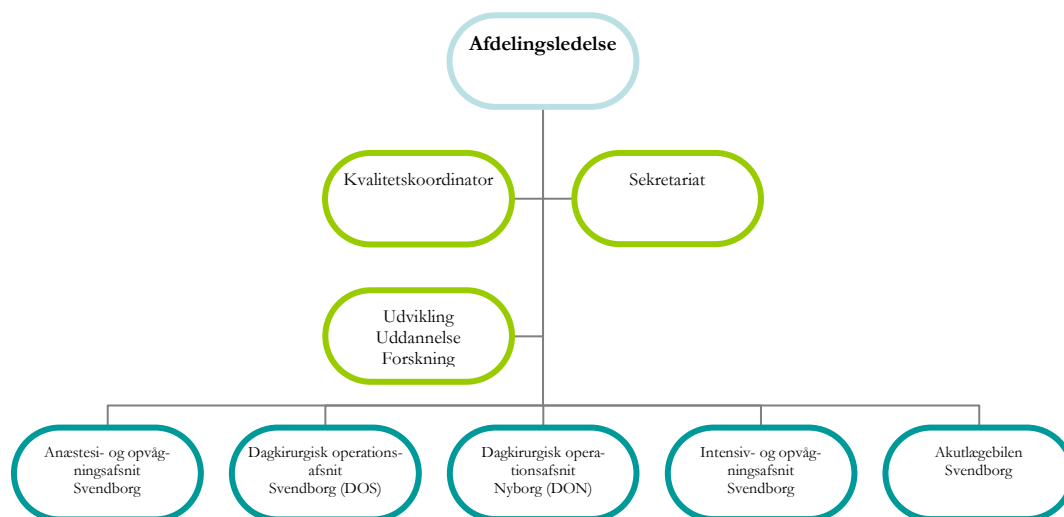 Afdelingsledelse
Kvalitetskoordinator
Sekretariat
Udvikling
Uddannelse
Forskning
Anæstesi- og opvåg-
ningsafsnit
Svendborg
Dagkirurgisk operations-
afsnit
Svendborg (DOS)
Dagkirurgisk opera-
tionsafsnit
Nyborg (DON)
Intensiv- og opvåg-
ningsafsnit
Svendborg
Akutlægebilen
Svendborg